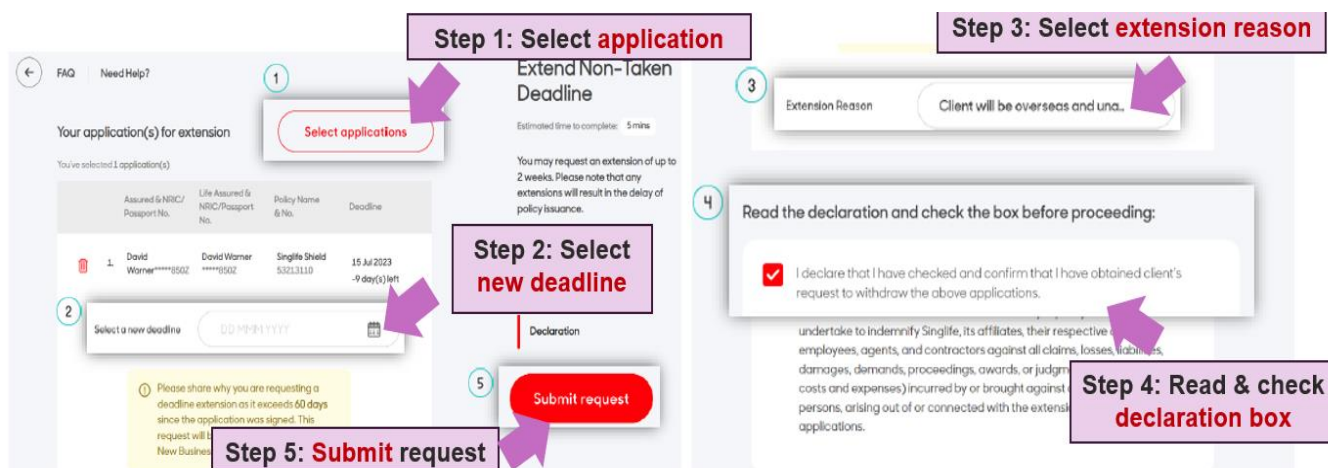 Step 1: Select application
FAQ
Need Help?
1
Your application(s) for extension
Select applications
You've selected 1 application(s)
Assured & NRIC/
Passport No.
Life Assured &
NRIC/Passport
No.
Policy Name
& No.
Deadline
1.
David
Warner*****850Z
David Warner
*****850Z
Singlife Shield
53213110
15 Jul 2023
-9 day(s) left
2
Select a new deadline
DD MMM YYYY
Please share why you are requesting a
deadline extension as it exceeds 60 days
since the application was signed. This
request will b
New Busines
Extend Non-Taken
Deadline
Estimated time to complete: 5 mins
You may request an extension of up to
2 weeks. Please note that any
extensions will result in the delay of
policy issuance.
Step 2: Select
new deadline
Declaration
5
Submit request
Step 5: Submit request
Step 3: Select extension reason
3
Extension Reason
Client will be overseas and una..
4
Read the declaration and check the box before proceeding:
I declare that I have checked and confirm that I have obtained client's
request to withdraw the above applications.
undertake to indemnify Singlife, its affiliates, their respective
employees, agents, and contractors against all claims, losses, liabilities,
damages, demands, proceedings, awards, or judgm
costs and expenses) incurred by or brought against
persons, arising out of or connected with the extensi
applications.
Step 4: Read & check
declaration box